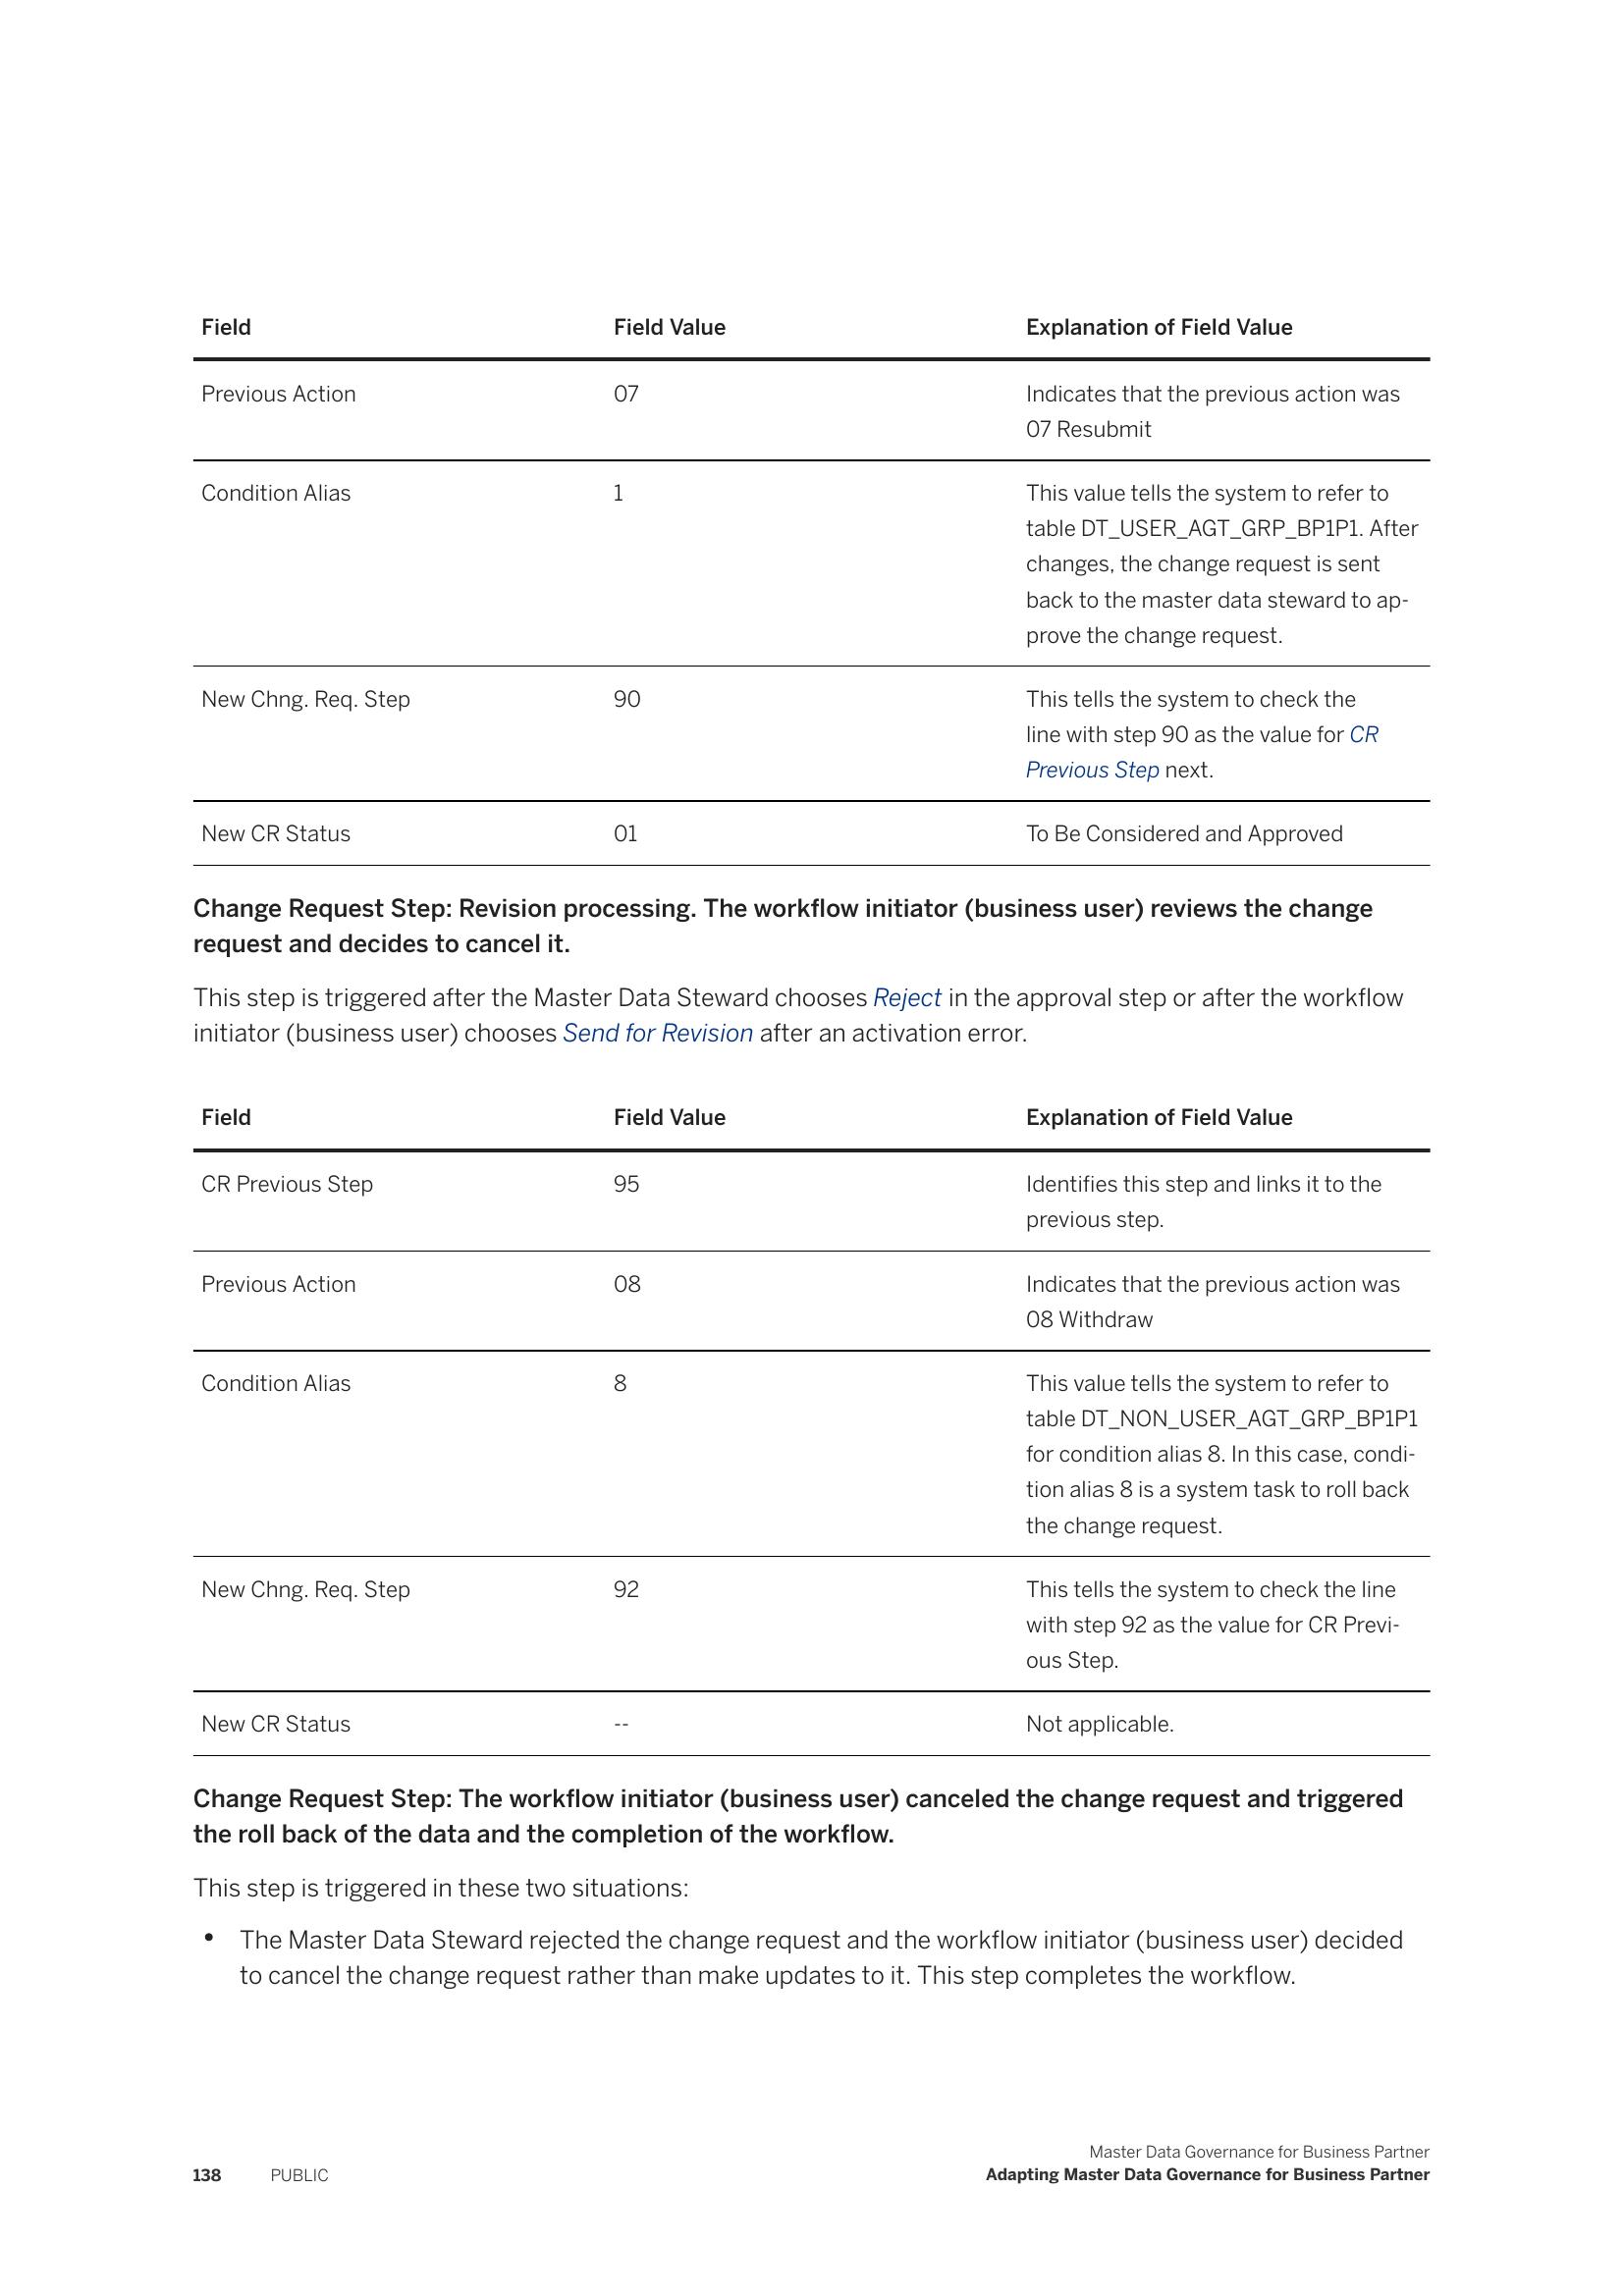 Field Field Value Explanation of Field Value
Previous Action 07 Indicates that the previous action was
07 Resubmit
Condition Alias 1 This value tells the system to refer to
table DT_USER_AGT_GRP_BP1P1. After
changes, the change request is sent
back to the master data steward to ap-
prove the change request.
New Chng. Req. Step 90 This tells the system to check the
line with step 90 as the value for CR
Previous Step next.
New CR Status 01 To Be Considered and Approved
Change Request Step: Revision processing. The workflow initiator (business user) reviews the change
request and decides to cancel it.
This step is triggered after the Master Data Steward chooses Reject in the approval step or after the workflow
initiator (business user) chooses Send for Revision after an activation error.
Field Field Value Explanation of Field Value
CR Previous Step 95 Identifies this step and links it to the
previous step.
Previous Action 08 Indicates that the previous action was
08 Withdraw
Condition Alias 8 This value tells the system to refer to
table DT_NON_USER_AGT_GRP_BP1P1
for condition alias 8. In this case, condi-
tion alias 8 is a system task to roll back
the change request.
New Chng. Req. Step 92 This tells the system to check the line
with step 92 as the value for CR Previ-
ous Step.
New CR Status -- Not applicable.
Change Request Step: The workflow initiator (business user) canceled the change request and triggered
the roll back of the data and the completion of the workflow.
This step is triggered in these two situations:
• The Master Data Steward rejected the change request and the workflow initiator (business user) decided
to cancel the change request rather than make updates to it. This step completes the workflow.
Master Data Governance for Business Partner
138 PUBLIC Adapting Master Data Governance for Business Partner